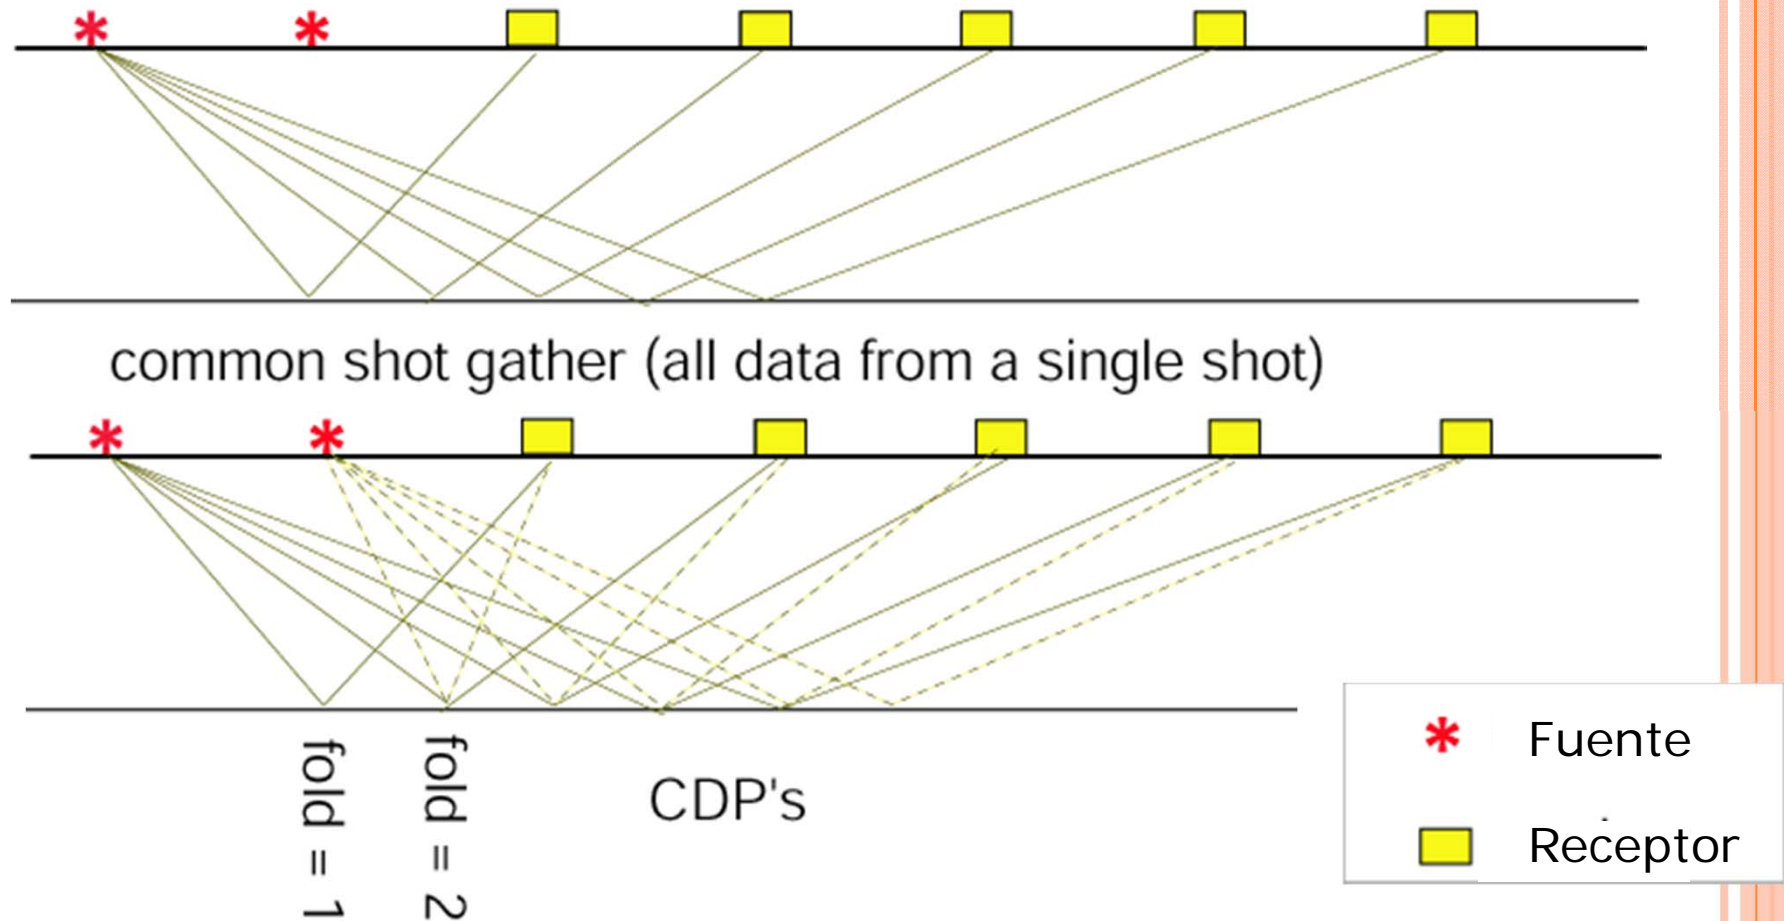 common shot gather (all data from a single shot)
fold = 1
fold = 2
CDP's
Fuente
Receptor